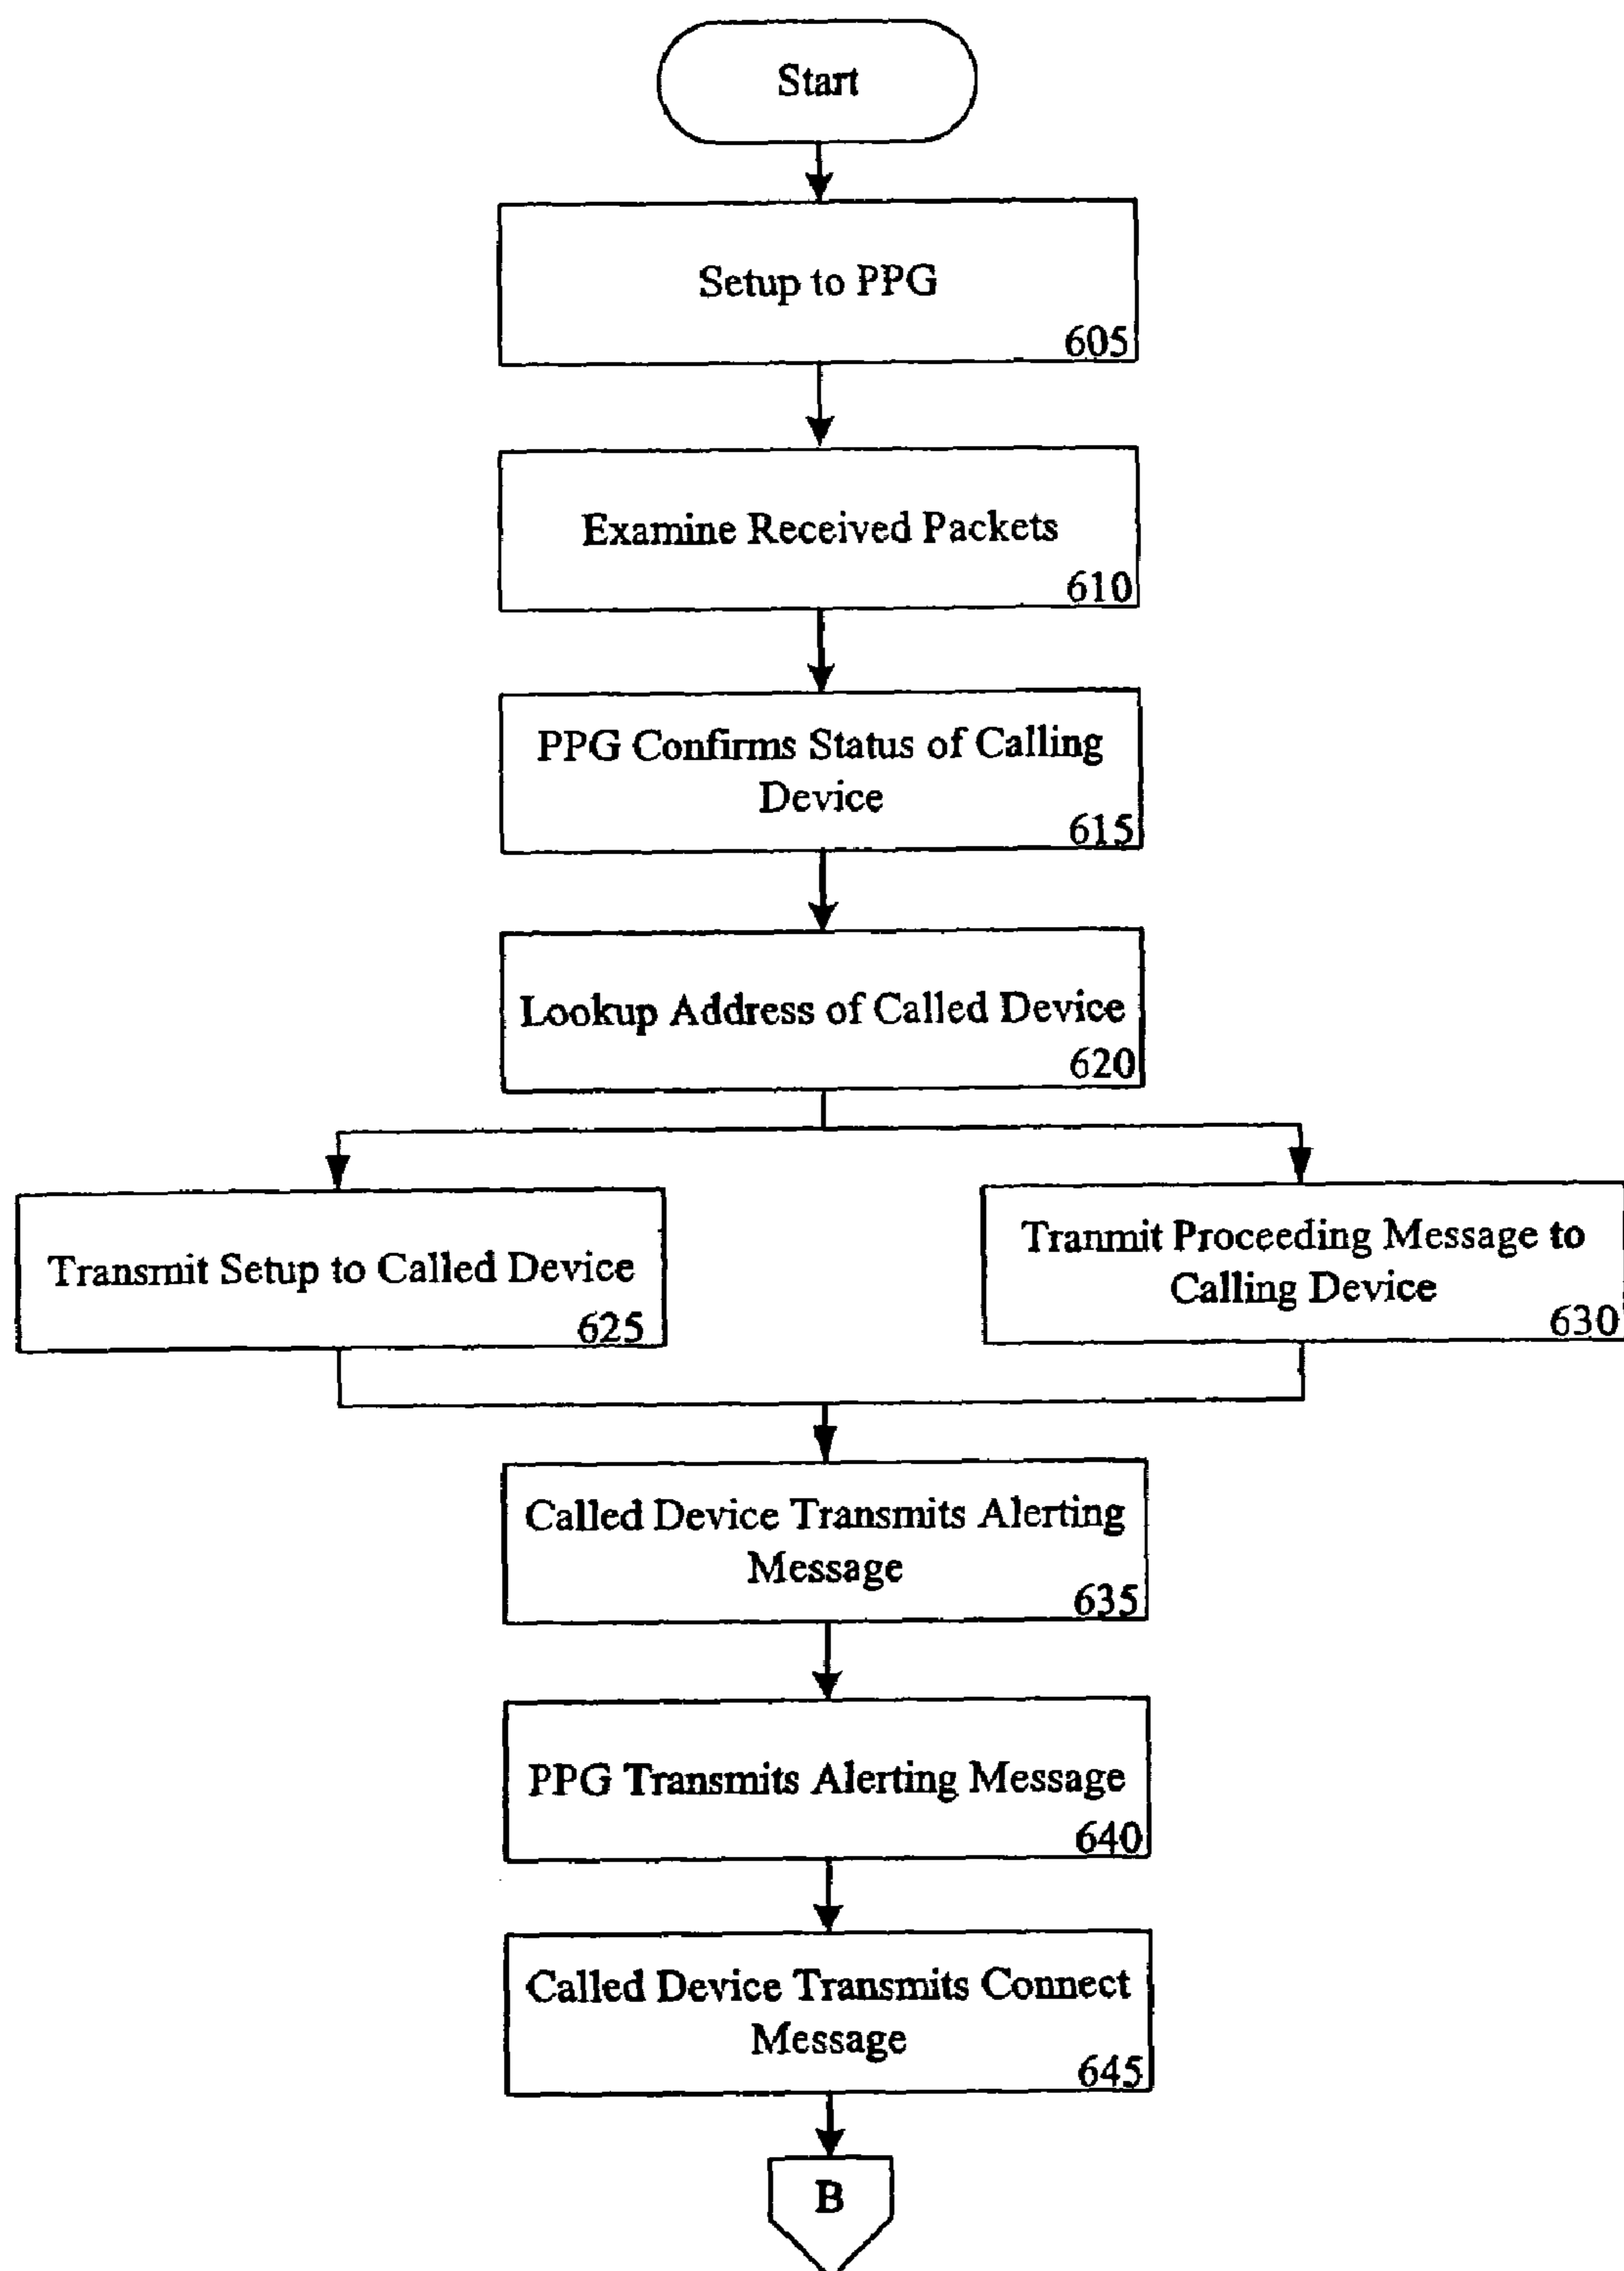 Start
Setup to PPG
605
Examine Received Packets
610
PPG Confirms Status of Calling
Device
615
Lookup Address of Called Device
620
Transmit Setup to Called Device
625
Tranmit Proceeding Message to
Calling Device
630
Called Device Transmits Alerting
Message
635
PPG Transmits Alerting Message
640
Called Device Transmits Connect
Message
645
B